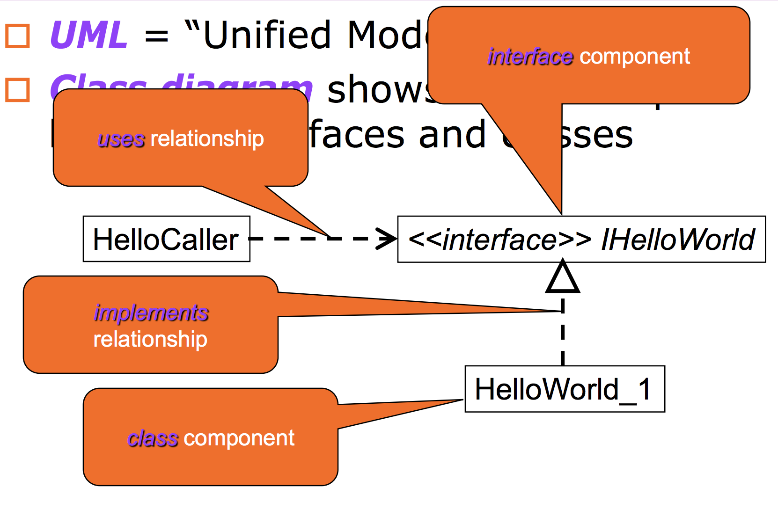 UML = “Unified Mode
interface component
Class diagram shows
uses relationship
faces and c sses
HelloCaller
<<interface>> IHelloWorld
implements
relationship
HelloWorld_1
class component